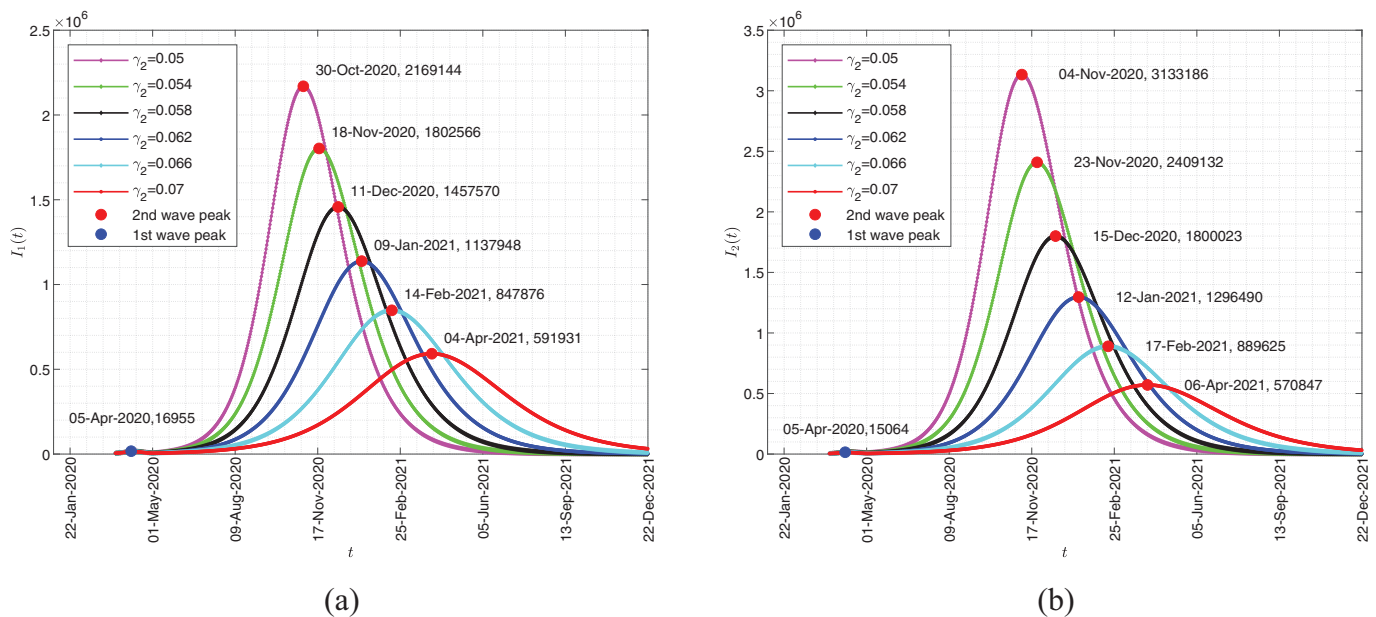 ×10⁶
2.5
2
1.5
1
0.5
0
I₁(t)
γ₂=0.05
γ₂=0.054
γ₂=0.058
γ₂=0.062
γ₂=0.066
γ₂=0.07
2nd wave peak
1st wave peak
30-Oct-2020, 2169144
18-Nov-2020, 1802566
11-Dec-2020, 1457570
09-Jan-2021, 1137948
14-Feb-2021, 847876
04-Apr-2021, 591931
05-Apr-2020,16955
22-Jan-2020
01-May-2020
09-Aug-2020
17-Nov-2020
25-Feb-2021
05-Jun-2021
13-Sep-2021
22-Dec-2021
t
(a)
×10⁶
3.5
3
2.5
2
1.5
1
0.5
0
I₂(t)
γ₂=0.05
γ₂=0.054
γ₂=0.058
γ₂=0.062
γ₂=0.066
γ₂=0.07
2nd wave peak
1st wave peak
04-Nov-2020, 3133186
23-Nov-2020, 2409132
15-Dec-2020, 1800023
12-Jan-2021, 1296490
17-Feb-2021, 889625
06-Apr-2021, 570847
05-Apr-2020,15064
22-Jan-2020
01-May-2020
09-Aug-2020
17-Nov-2020
25-Feb-2021
05-Jun-2021
13-Sep-2021
22-Dec-2021
t
(b)